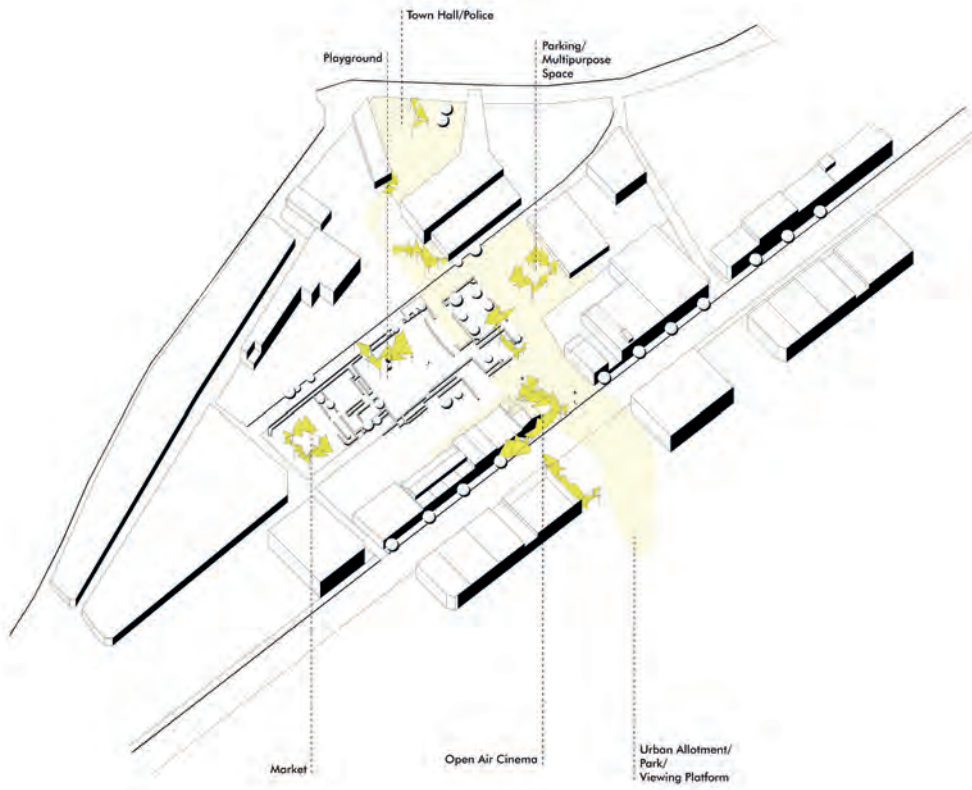 Town Hall/Police
Playground
Parking/
Multipurpose
Space
Market
Open Air Cinema
Urban Allotment/
Park/
Viewing Platform